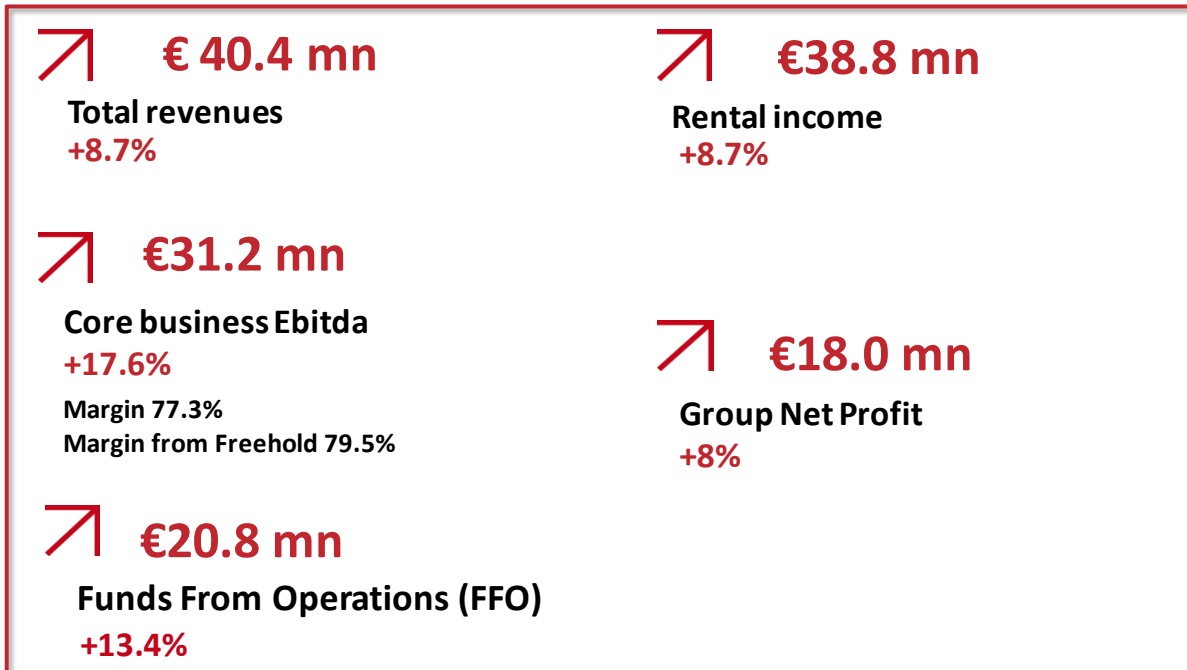 € 40.4 mn
Total revenues
+8.7%
€38.8 mn
Rental income
+8.7%
€31.2 mn
Core business Ebitda
+17.6%
Margin 77.3%
Margin from Freehold 79.5%
€18.0 mn
Group Net Profit
+8%
€20.8 mn
Funds From Operations (FFO)
+13.4%